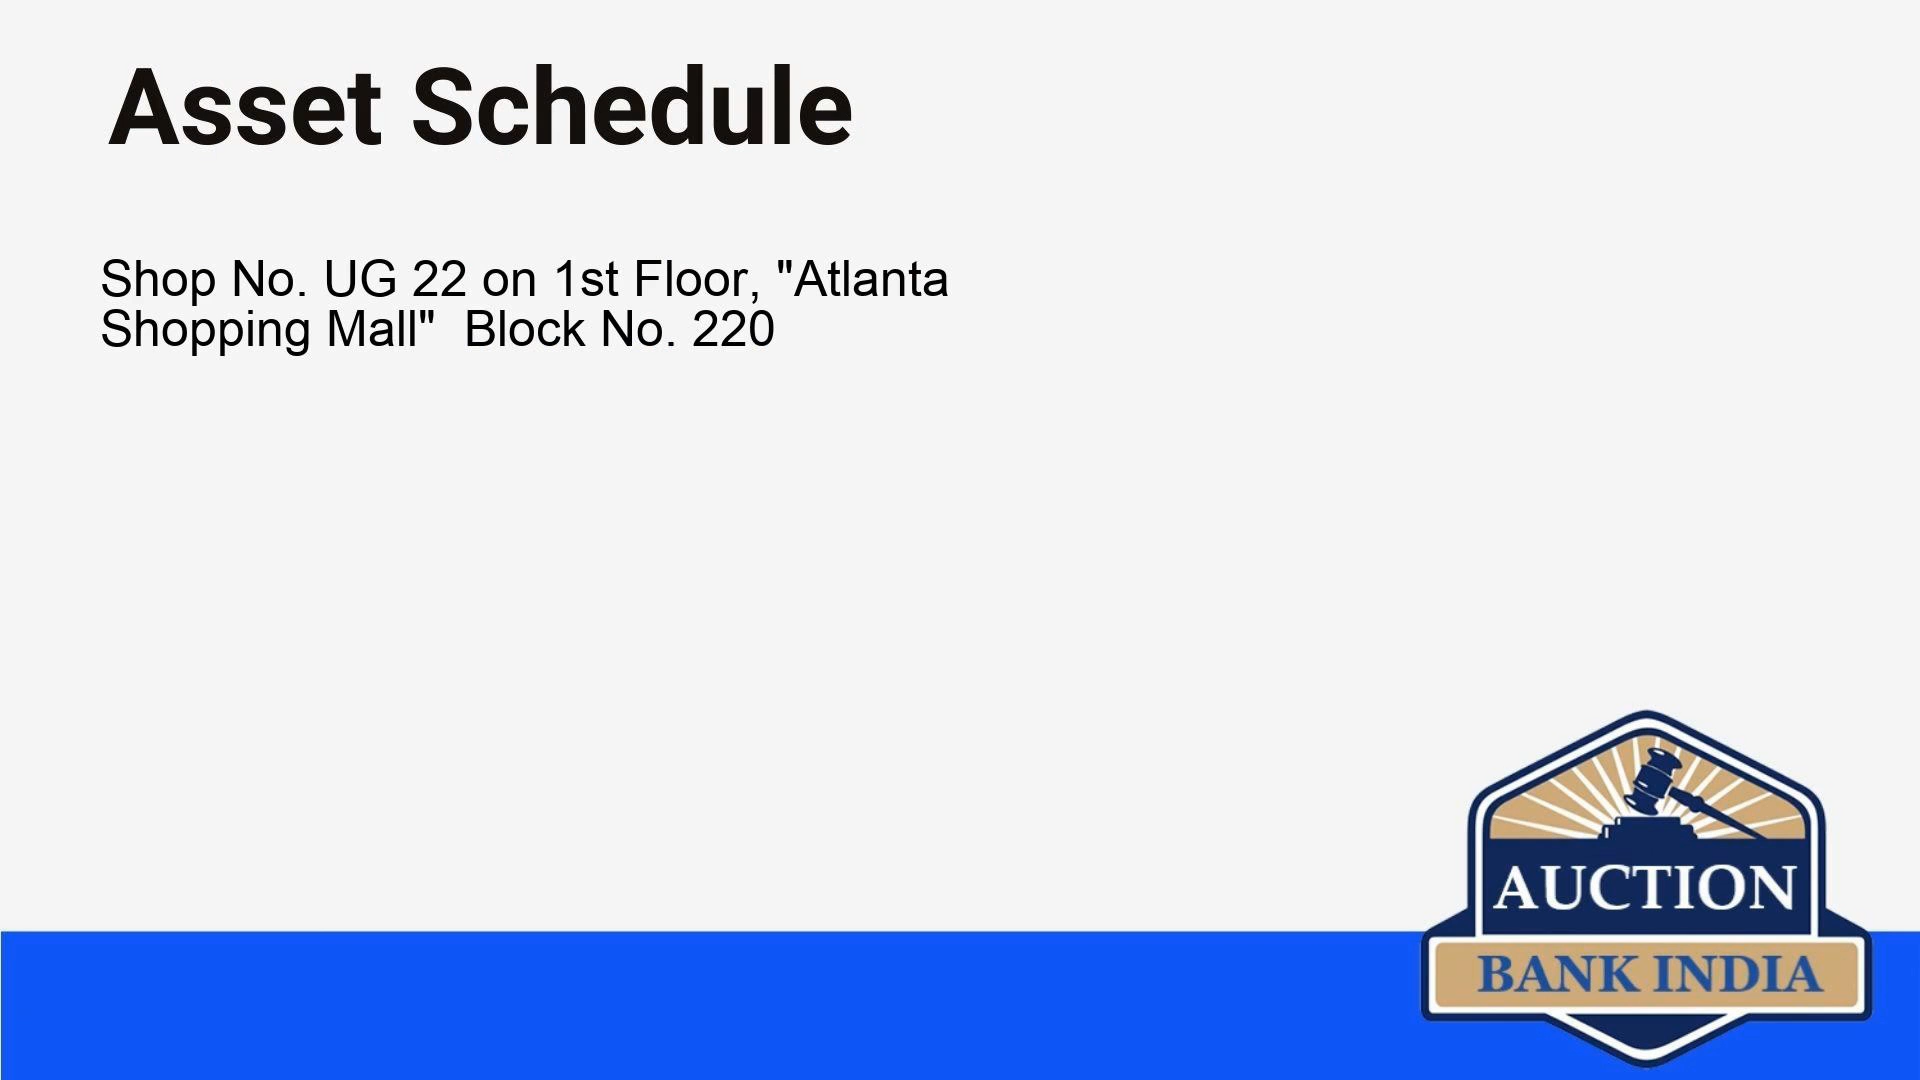 Asset Schedule
Shop No. UG 22 on 1st Floor, "Atlanta
Shopping Mall"  Block No. 220
AUCTION
BANK INDIA